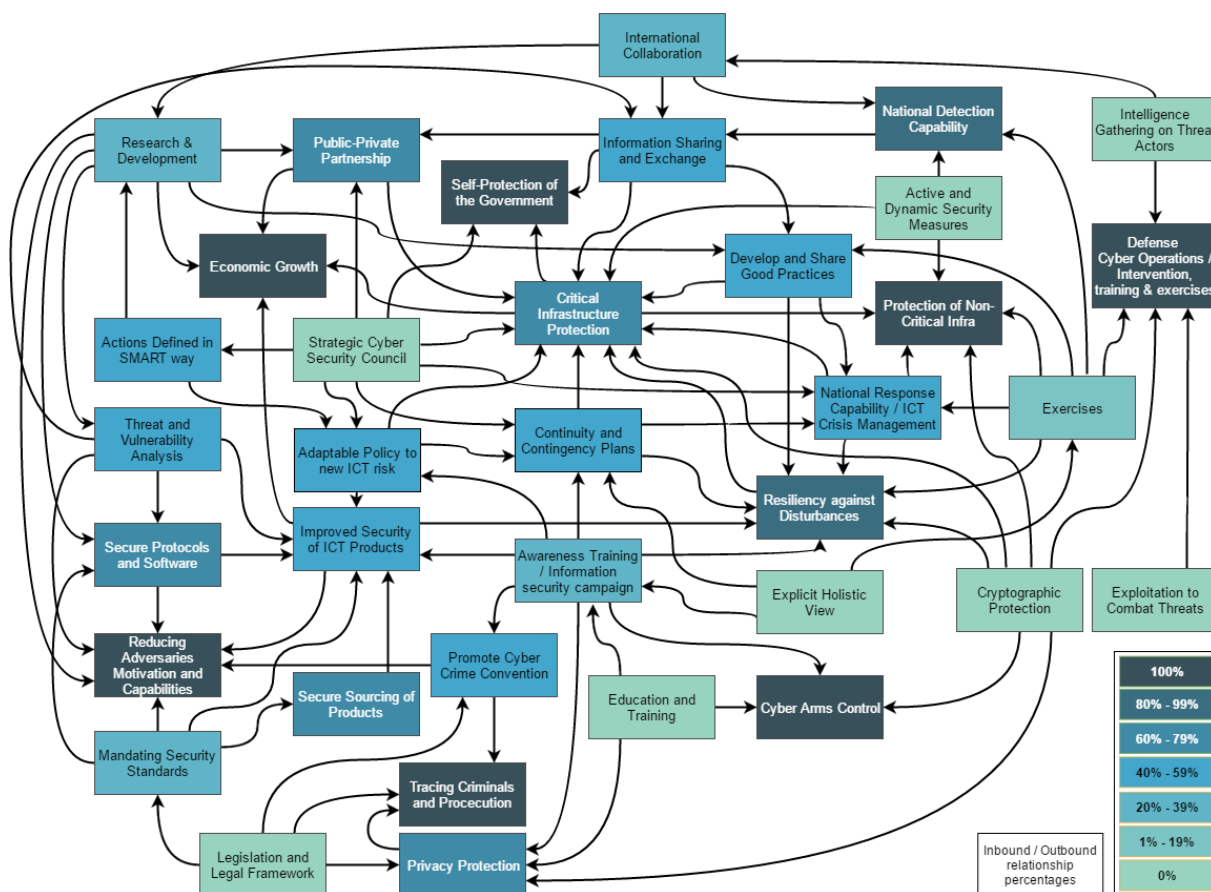 International
Collaboration
Research &
Development
Public-Private
Partnership
Information Sharing
and Exchange
National Detection
Capability
Intelligence
Gathering on Threat
Actors
Self-Protection of
the Government
Active and
Dynamic Security
Measures
Economic Growth
Develop and Share
Good Practices
Defense
Cyber Operations /
Intervention,
training & exercises
Critical
Infrastructure
Protection
Protection of Non-
Critical Infra
Actions Defined in
SMART way
Strategic Cyber
Security Council
National Response
Capability / ICT
Crisis Management
Exercises
Threat and
Vulnerability
Analysis
Adaptable Policy to
new ICT risk
Continuity and
Contingency Plans
Resiliency against
Disturbances
Secure Protocols
and Software
Improved Security
of ICT Products
Awareness Training
/ Information
security campaign
Explicit Holistic
View
Cryptographic
Protection
Exploitation to
Combat Threats
Reducing
Adversaries
Motivation and
Capabilities
Promote Cyber
Crime Convention
Secure Sourcing of
Products
Education and
Training
Cyber Arms Control
Mandating Security
Standards
Tracing Criminals
and Procecution
Legislation and
Legal Framework
Privacy Protection
Inbound / Outbound
relationship
percentages
100%
80% - 99%
60% - 79%
40% - 59%
20% - 39%
1% - 19%
0%